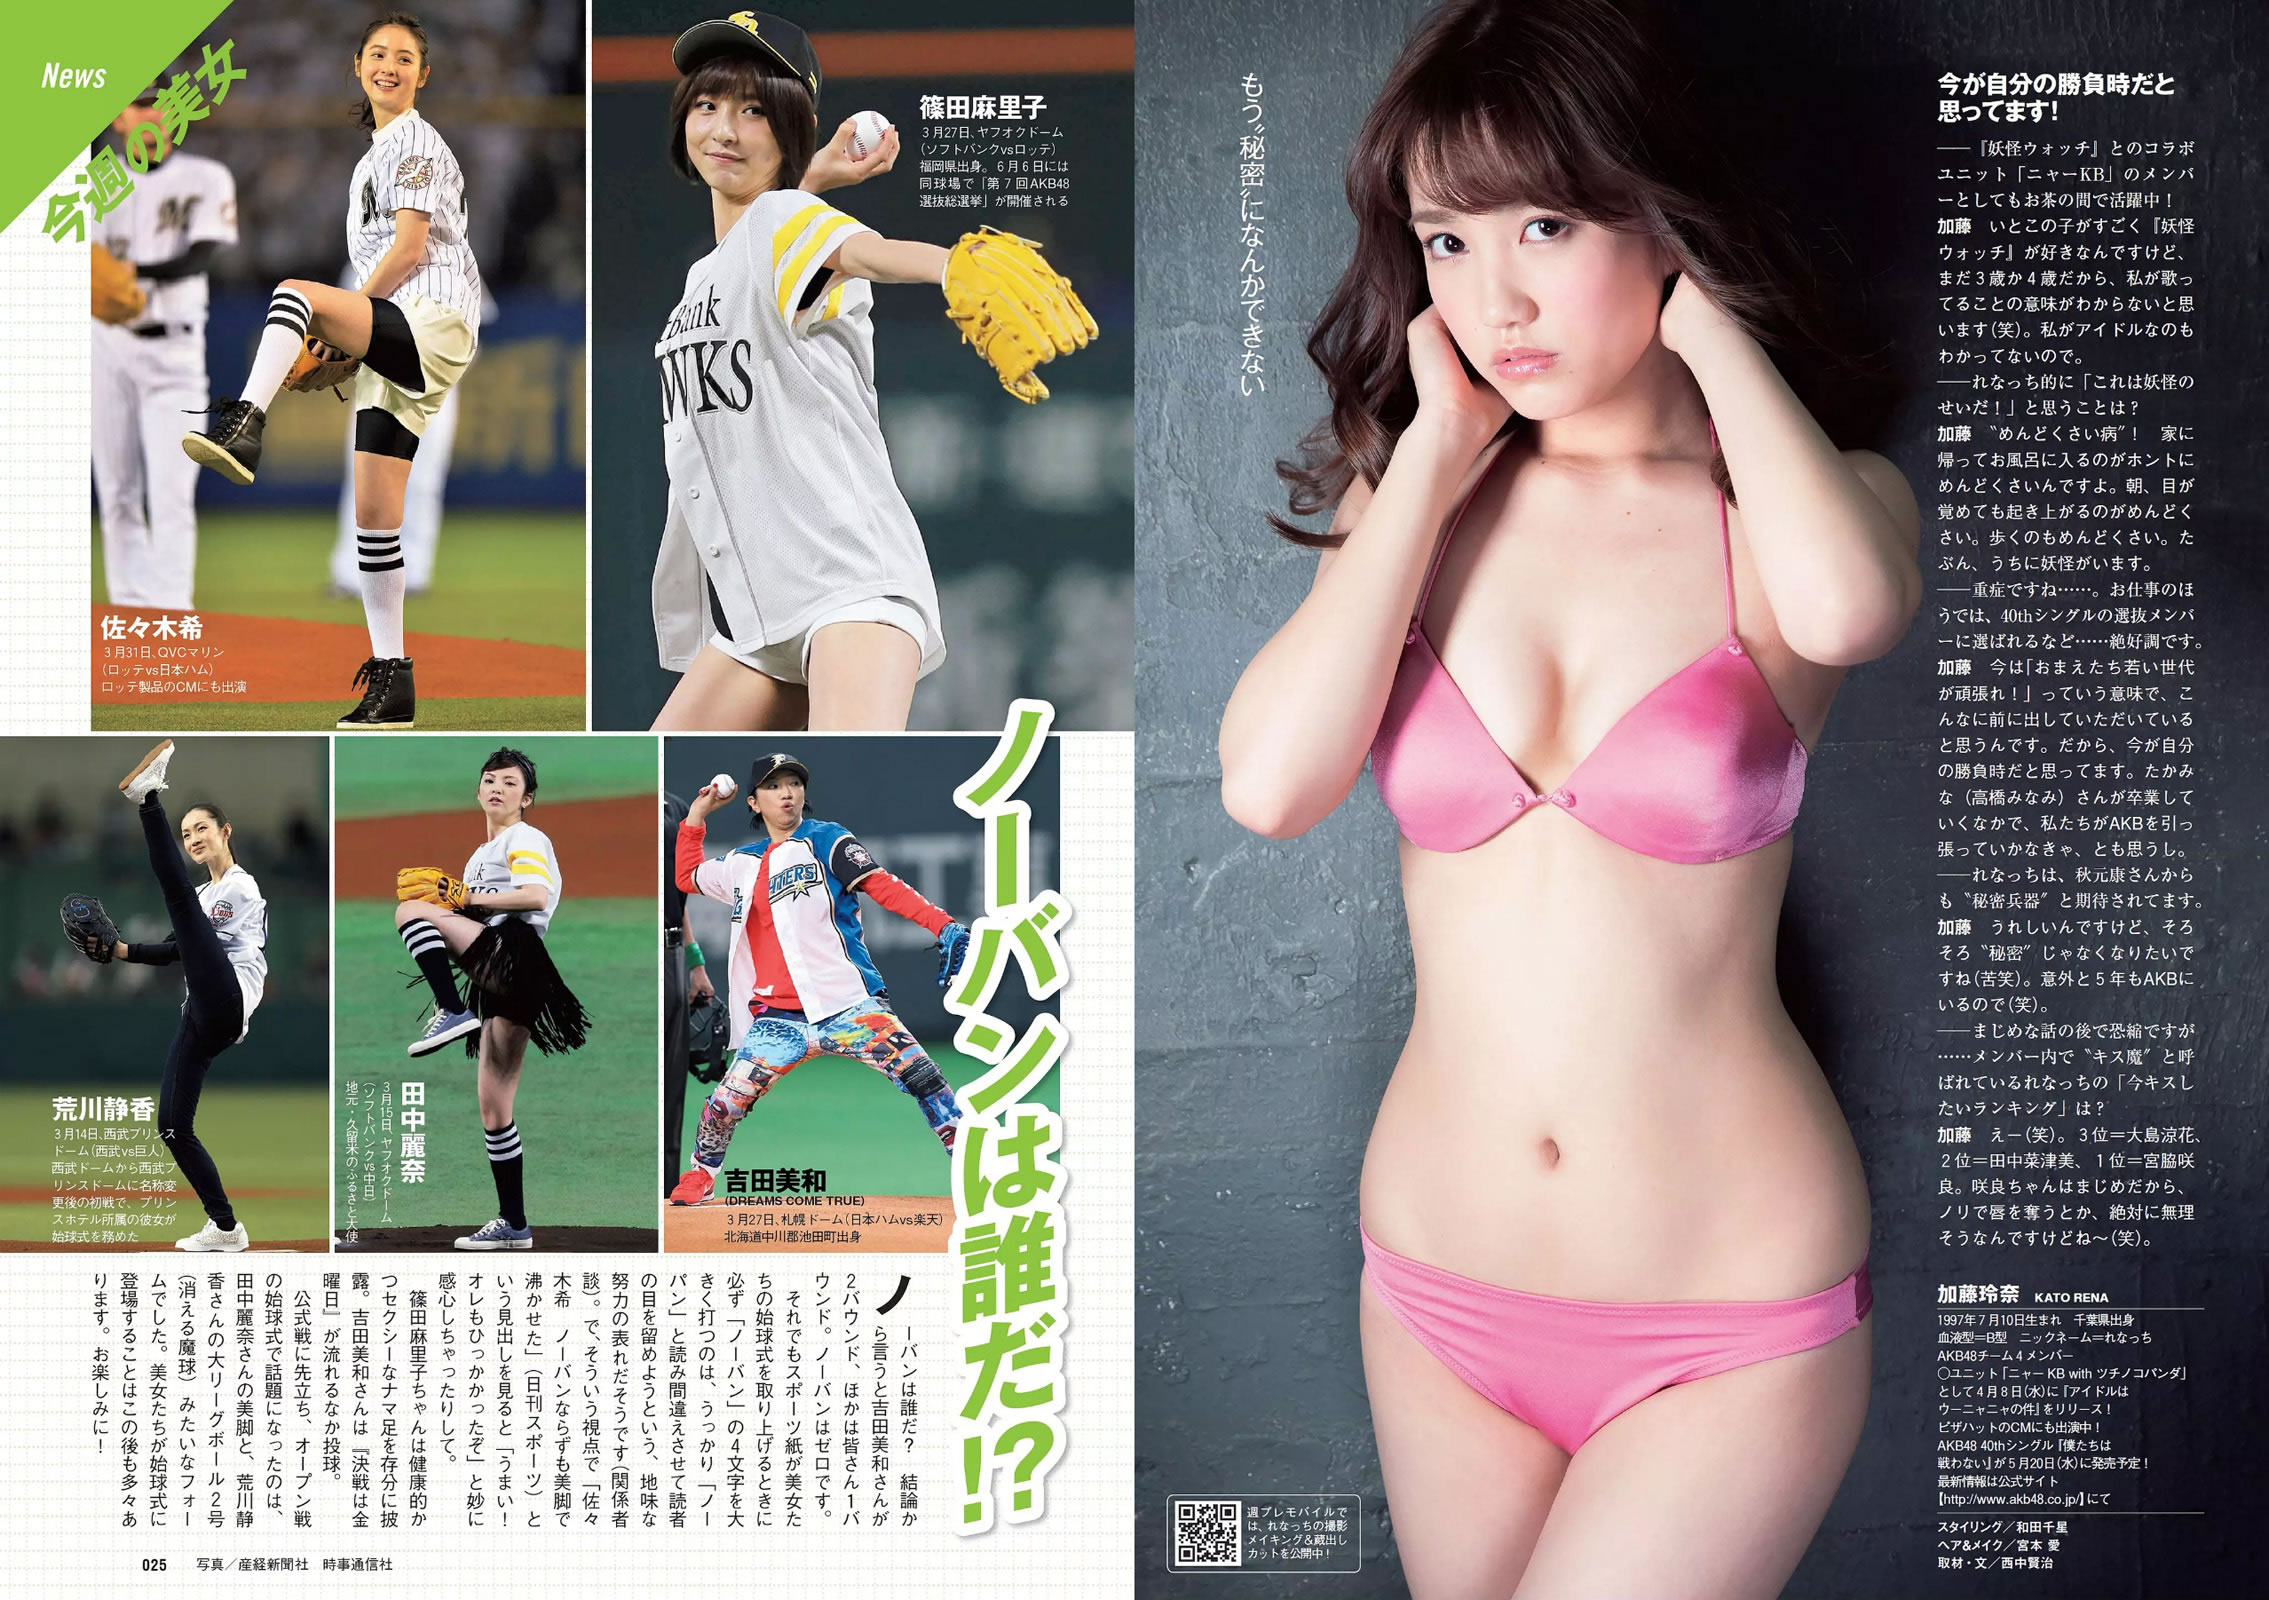 News
今週の美女
篠田麻里子
3月27日、ヤフオクドーム
（ソフトバンクvsロッテ）
福岡県出身。6月6日には
同球場で「第7回AKB48
選抜総選挙」が開催される
佐々木希
3月31日、QVCマリン
（ロッテvs日本ハム）
ロッテ製品のCMにも出演
荒川静香
3月14日、西武プリンス
ドーム（西武vs巨人）
西武ドームから西武プ
リンスドームに名称変
更後の初戦で、プリン
スホテル所属の彼女が
始球式を務めた
田中麗奈
3月15日、ヤフオクドーム
（ソフトバンクvs中日）
地元・久留米のふるさと大使
吉田美和
(DREAMS COME TRUE)
3月27日、札幌ドーム（日本ハムvs楽天）
北海道中川郡池田町出身
ノーバンは誰だ!?
ノーバンは誰だ？　結論か
ら言うと吉田美和さんが
2バウンド、ほかは皆さん1バ
ウンド。ノーバンはゼロです。
それでもスポーツ紙が美女た
ちの始球式を取り上げるときに
必ず「ノーバン」の4文字を大
きく打つのは、うっかり「ノー
パン」と読み間違えさせて読者
の目を留めようという、地味な
努力の表れだそうです（関係者
談）。で、そういう視点で「佐々
木希　ノーバンならずも美脚で
沸かせた」（日刊スポーツ）と
いう見出しを見ると「うまい！
オレもひっかかったぞ」と妙に
感心しちゃったりして。
篠田麻里子ちゃんは健康的か
つセクシーなナマ足を存分に披
露。吉田美和さんは『決戦は金
曜日』が流れるなか投球。
公式戦に先立ち、オープン戦
の始球式で話題になったのは、
田中麗奈さんの美脚と、荒川静
香さんの大リーグボール2号
（消える魔球）みたいなフォー
ムでした。美女たちが始球式に
登場することはこの後も多々あ
ります。お楽しみに！
025　写真／産経新聞社　時事通信社
もう〝秘密〟になんかできない
今が自分の勝負時だと
思ってます！
――『妖怪ウォッチ』とのコラボ
ユニット「ニャーKB」のメンバ
ーとしてもお茶の間で活躍中！
加藤　いとこの子がすごく『妖怪
ウォッチ』が好きなんですけど、
まだ3歳か4歳だから、私が歌っ
てることの意味がわからないと思
います（笑）。私がアイドルなのも
わかってないので。
――れなっち的に「これは妖怪の
せいだ！」と思うことは？
加藤　〝めんどくさい病〟！　家に
帰ってお風呂に入るのがホントに
めんどくさいんですよ。朝、目が
覚めても起き上がるのがめんどく
さい。歩くのもめんどくさい。た
ぶん、うちに妖怪がいます。
――重症ですね……。お仕事のほ
うでは、40thシングルの選抜メンバ
ーに選ばれるなど……絶好調です。
加藤　今は「おまえたち若い世代
が頑張れ！」っていう意味で、こ
んなに前に出していただいている
と思うんです。だから、今が自分
の勝負時だと思ってます。たかみ
な（高橋みなみ）さんが卒業して
いくなかで、私たちがAKBを引っ
張っていかなきゃ、とも思うし。
――れなっちは、秋元康さんから
も〝秘密兵器〟と期待されてます。
加藤　うれしいんですけど、そろ
そろ〝秘密〟じゃなくなりたいで
すね（苦笑）。意外と5年もAKBに
いるので（笑）。
――まじめな話の後で恐縮ですが
……メンバー内で〝キス魔〟と呼
ばれているれなっちの「今キスし
たいランキング」は？
加藤　えー（笑）。3位＝大島涼花、
2位＝田中菜津美、1位＝宮脇咲
良。咲良ちゃんはまじめだから、
ノリで唇を奪うとか、絶対に無理
そうなんですけどね～（笑）。
加藤玲奈　KATO RENA
1997年7月10日生まれ　千葉県出身
血液型＝B型　ニックネーム＝れなっち
AKB48チーム4メンバー
○ユニット「ニャーKB with ツチノコパンダ」
として4月8日（水）に『アイドルは
ウーニャニャの件』をリリース！
ピザハットのCMにも出演中！
AKB48 40thシングル『僕たちは
戦わない』が5月20日（水）に発売予定！
最新情報は公式サイト
【http://www.akb48.co.jp/】にて
スタイリング／和田千星
ヘア＆メイク／宮本 愛
取材・文／西中賢治
週プレモバイルで
は、れなっちの撮影
メイキング＆蔵出し
カットを公開中！